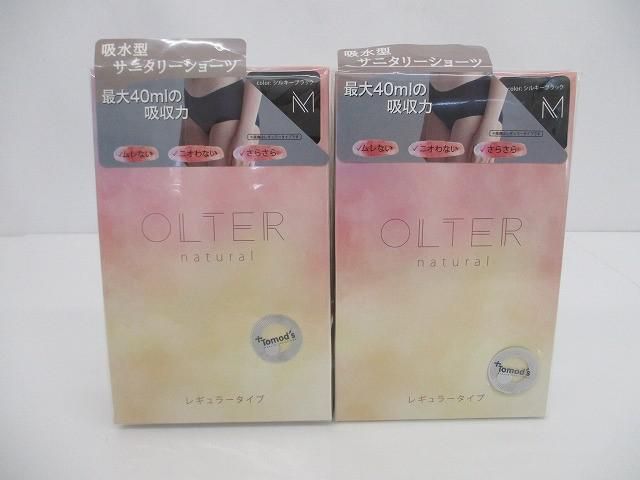 吸水型
サニタリーショーツ
最大40mlの
吸収力
color: シルキーブラック
M
✓ムレない
✓ニオわない
✓さらさら
OLTER
natural
Tomod's
レギュラータイプ
吸水型
サニタリーショーツ
最大40mlの
吸収力
color: シルキーブラック
M
✓ムレない
✓ニオわない
✓さらさら
OLTER
natural
Tomod's
レギュラータイプ